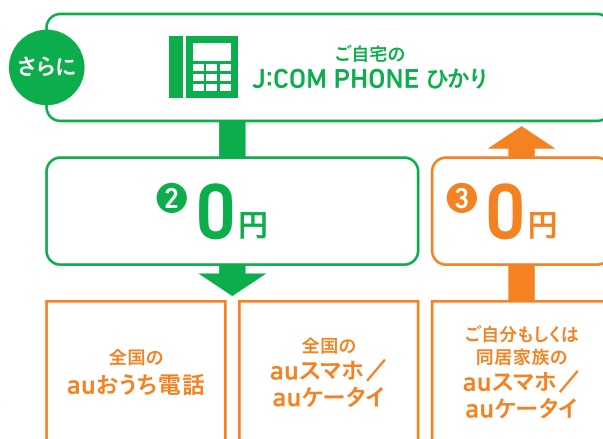 さらに
ご自宅の
J:COM PHONE ひかり
2 0円
3 0円
全国の
auおうち電話
全国の
auスマホ／
auケータイ
ご自分もしくは
同居家族の
auスマホ／
auケータイ